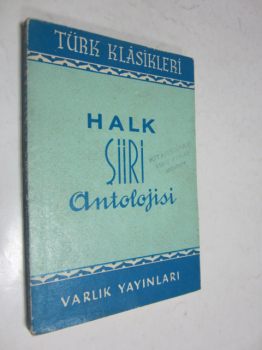 TÜRK KLÂSİKLERİ
HALK
ŞİİRİ
Antolojisi
VARLIK YAYINLARI